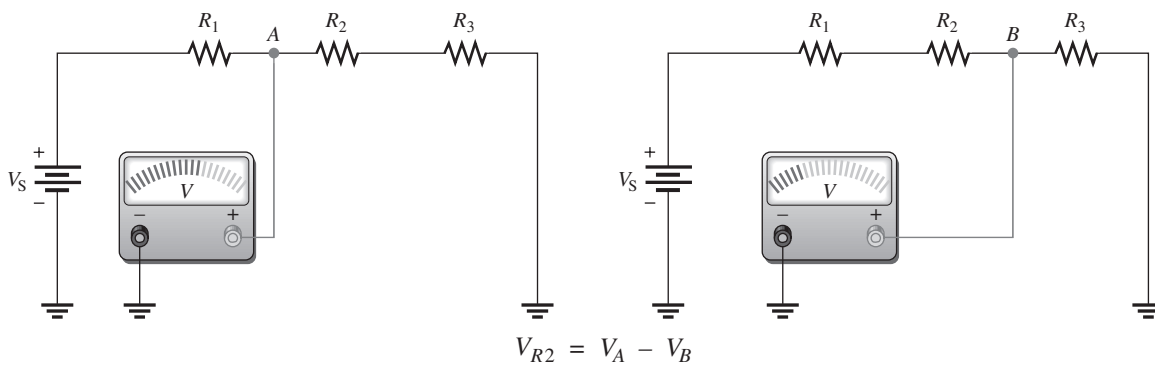 R1 A R2 R3
+
VS
−
V
− +
R1 R2 B R3
+
VS
−
V
− +
VR2 = VA − VB